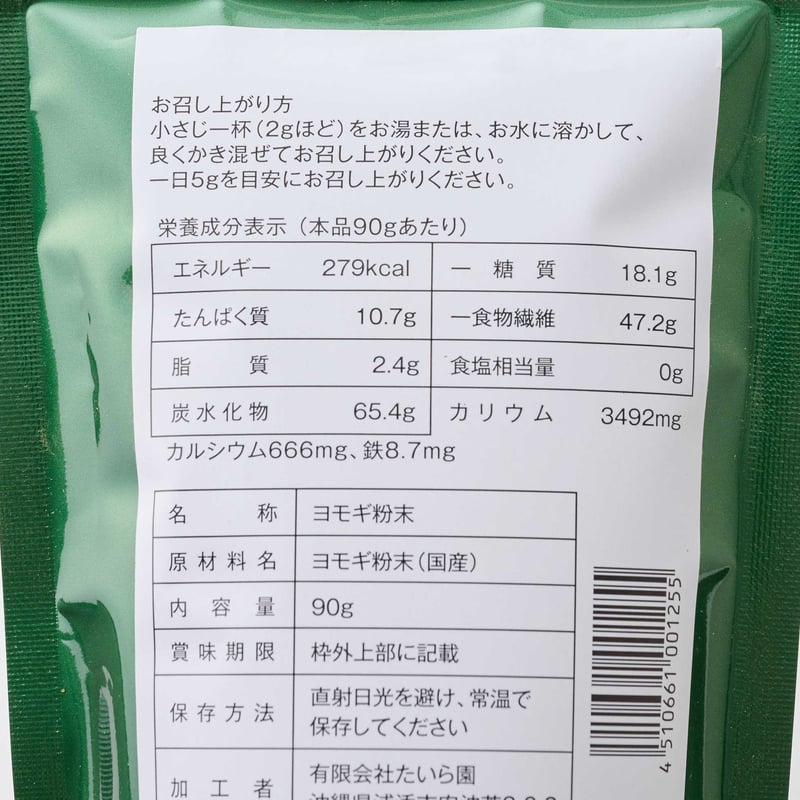 お召し上がり方
小さじ一杯(2gほど)をお湯または、お水に溶かして、
良くかき混ぜてお召し上がりください。
一日5gを目安にお召し上がりください。
栄養成分表示(本品90gあたり)
エネルギー 279kcal ー糖質 18.1g
たんぱく質 10.7g ー食物繊維 47.2g
脂質 2.4g 食塩相当量 0g
炭水化物 65.4g カリウム 3492mg
カルシウム666mg、鉄8.7mg
名称 ヨモギ粉末
原材料名 ヨモギ粉末(国産)
内容量 90g
賞味期限 枠外上部に記載
保存方法 直射日光を避け、常温で
保存してください
加工者 有限会社たいら園
4 510661 001255